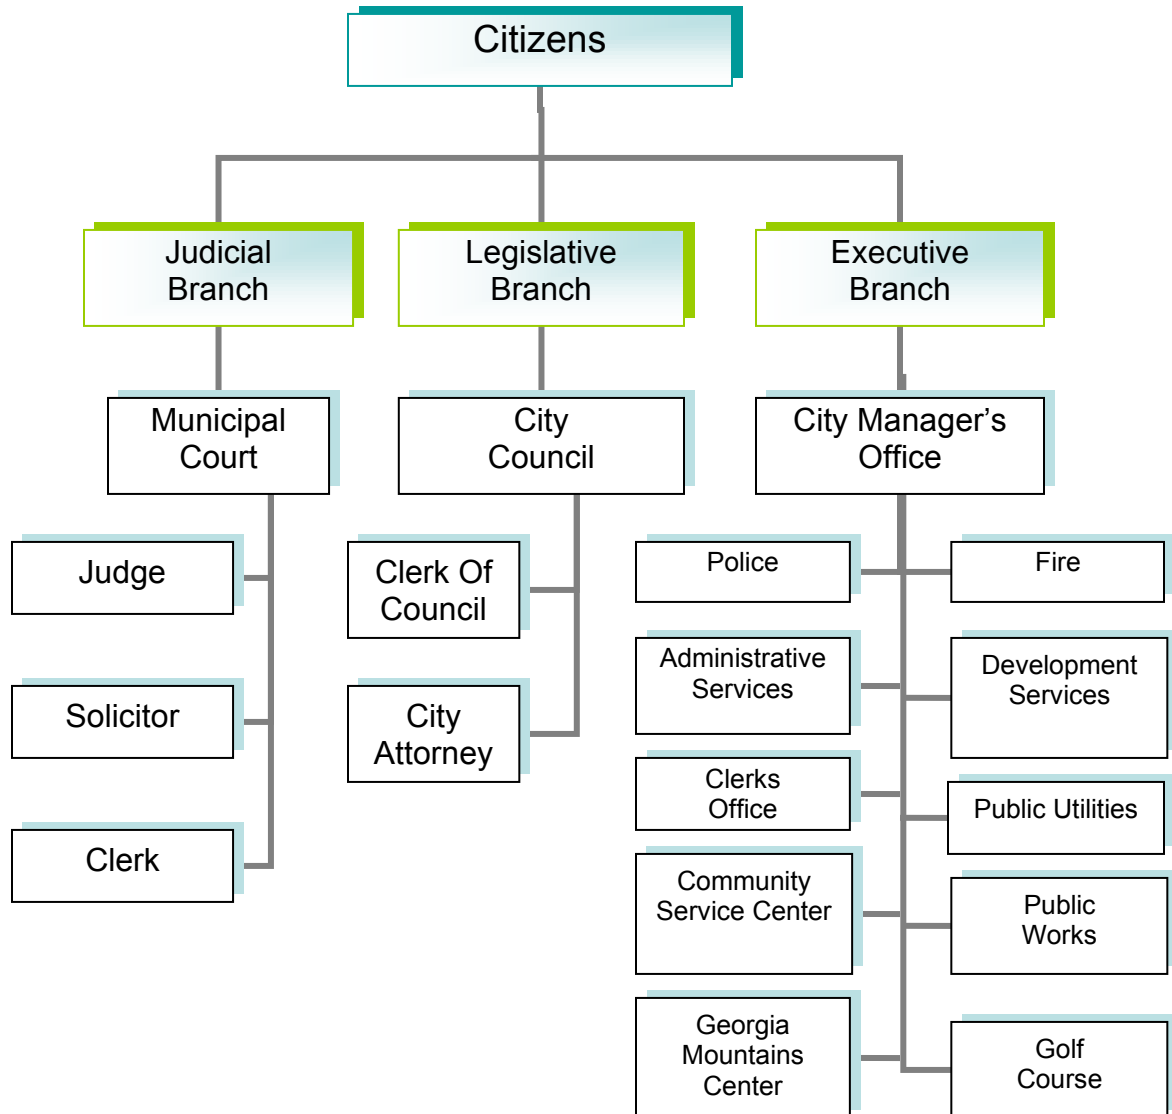 Citizens
Judicial
Branch
Legislative
Branch
Executive
Branch
Municipal
Court
City
Council
City Manager’s
Office
Judge
Solicitor
Clerk
Clerk Of
Council
City
Attorney
Police
Fire
Administrative
Services
Development
Services
Clerks
Office
Public Utilities
Community
Service Center
Public
Works
Georgia
Mountains
Center
Golf
Course